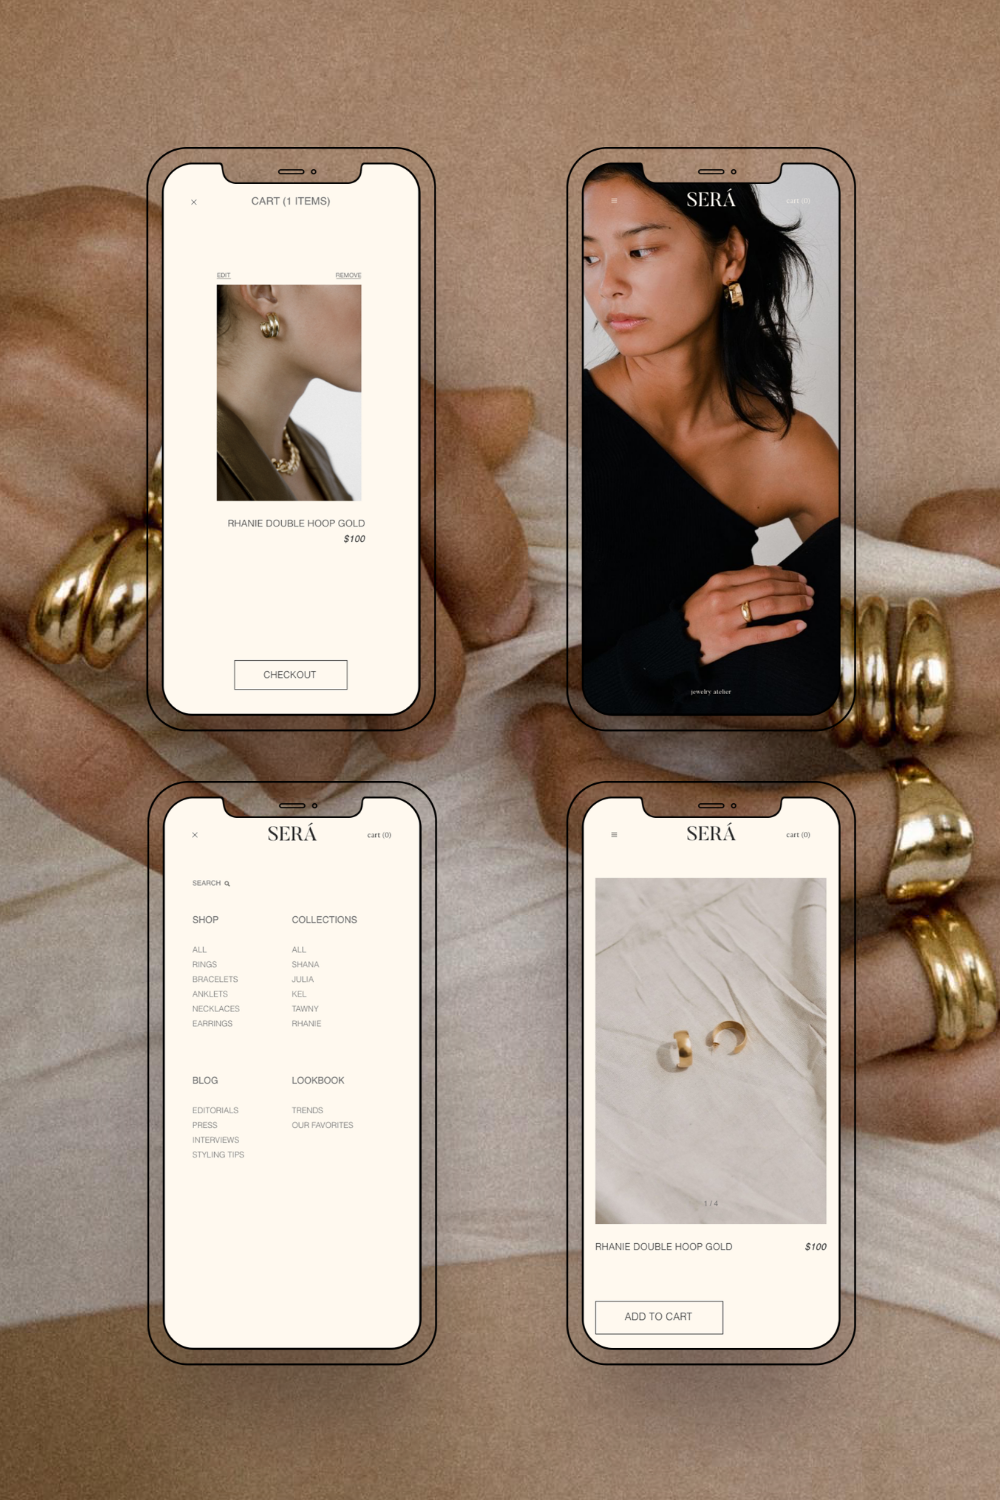 CART (1 ITEMS)
EDIT
REMOVE
RHANIE DOUBLE HOOP GOLD
$100
CHECKOUT
SERÁ
cart (0)
jewelry atelier
SERÁ
cart (0)
SEARCH
SHOP
ALL
RINGS
BRACELETS
ANKLETS
NECKLACES
EARRINGS
COLLECTIONS
ALL
SHANA
JULIA
KEL
TAWNY
RHANIE
BLOG
EDITORIALS
PRESS
INTERVIEWS
STYLING TIPS
LOOKBOOK
TRENDS
OUR FAVORITES
SERÁ
cart (0)
1 / 4
RHANIE DOUBLE HOOP GOLD
$100
ADD TO CART